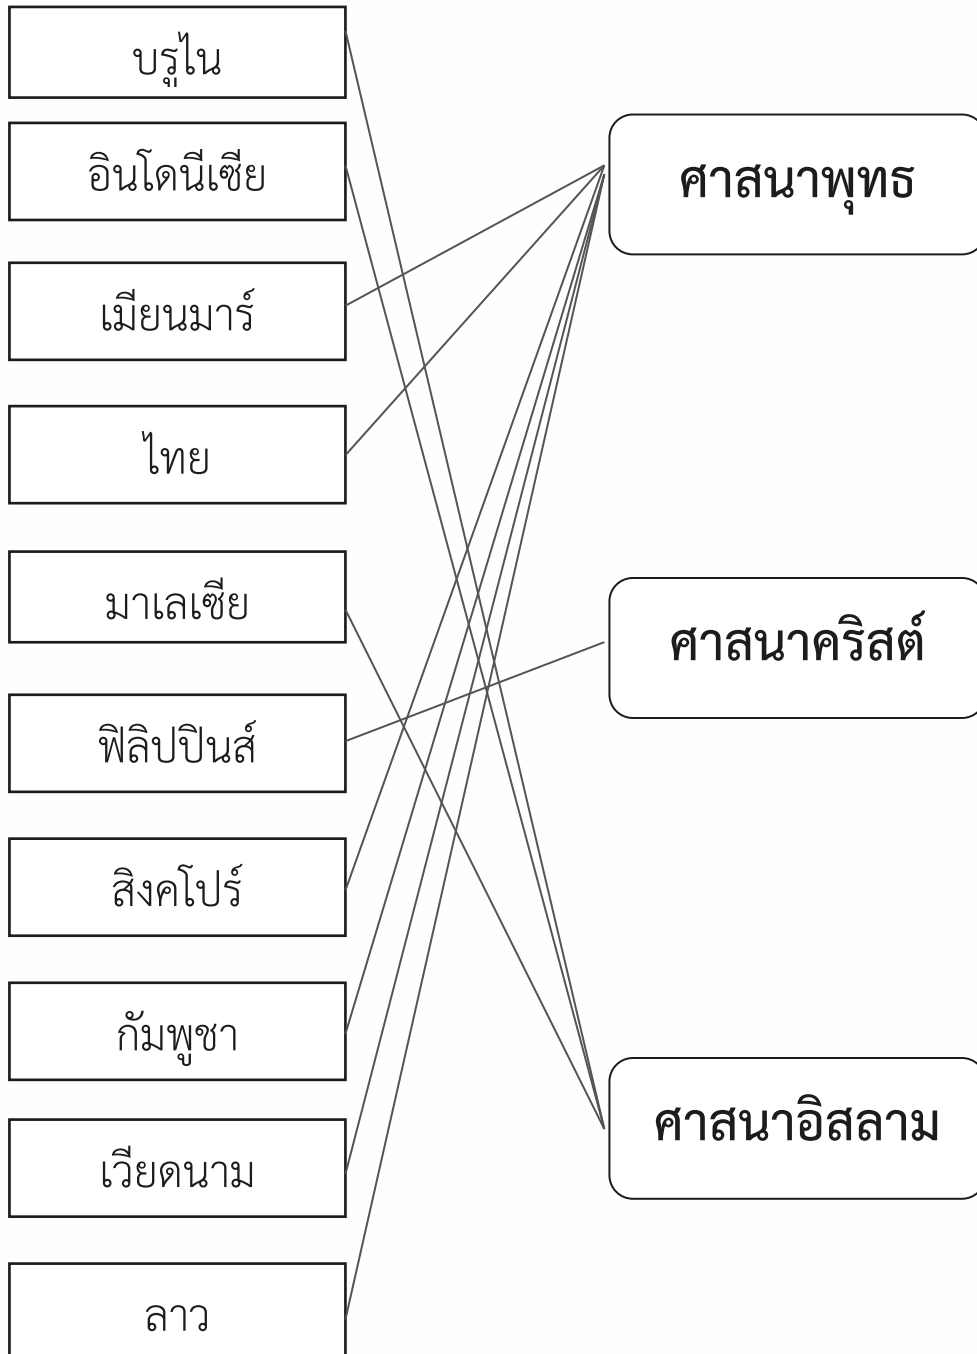 บรูไน
อินโดนีเซีย
เมียนมาร์
ไทย
มาเลเซีย
ฟิลิปปินส์
สิงคโปร์
กัมพูชา
เวียดนาม
ลาว
ศาสนาพุทธ
ศาสนาคริสต์
ศาสนาอิสลาม